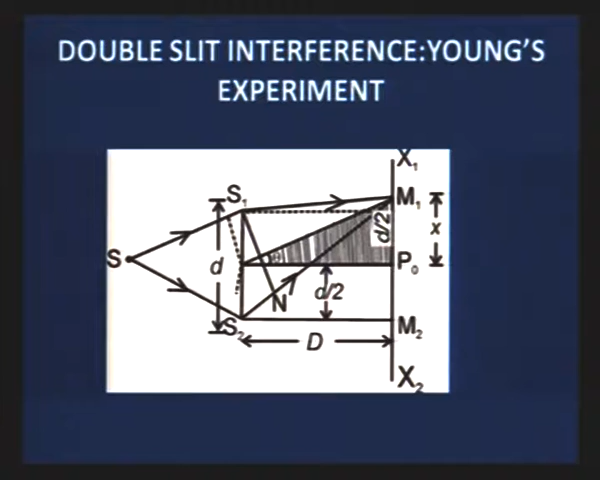 DOUBLE SLIT INTERFERENCE:YOUNG'S
EXPERIMENT
X₁
S₁
M₁
d/2
x
S
d
P₀
d/2
N
S₂
M₂
D
X₂